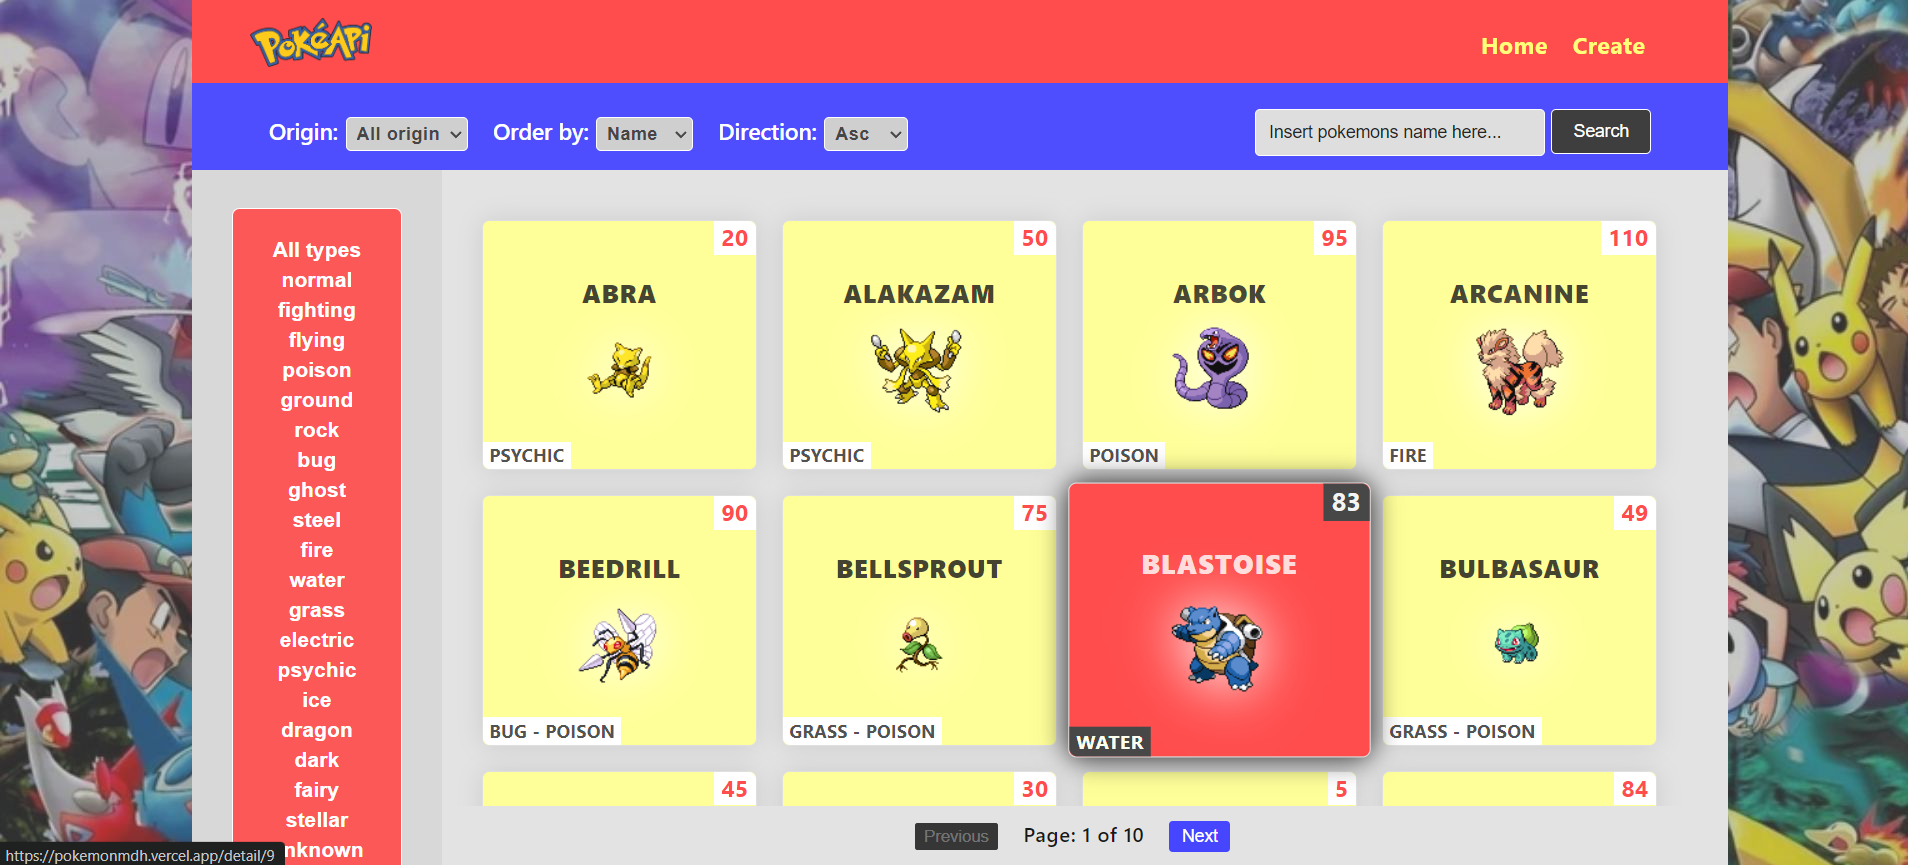 PokéApi
Home Create
Origin: All origin Order by: Name Direction: Asc Insert pokemons name here... Search
All types
normal
fighting
flying
poison
ground
rock
bug
ghost
steel
fire
water
grass
electric
psychic
ice
dragon
dark
fairy
stellar
nknown
20
ABRA
PSYCHIC
50
ALAKAZAM
PSYCHIC
95
ARBOK
POISON
110
ARCANINE
FIRE
90
BEEDRILL
BUG - POISON
75
BELLSPROUT
GRASS - POISON
83
BLASTOISE
WATER
49
BULBASAUR
GRASS - POISON
45
30
5
84
Previous Page: 1 of 10 Next
https://pokemonmdh.vercel.app/detail/9